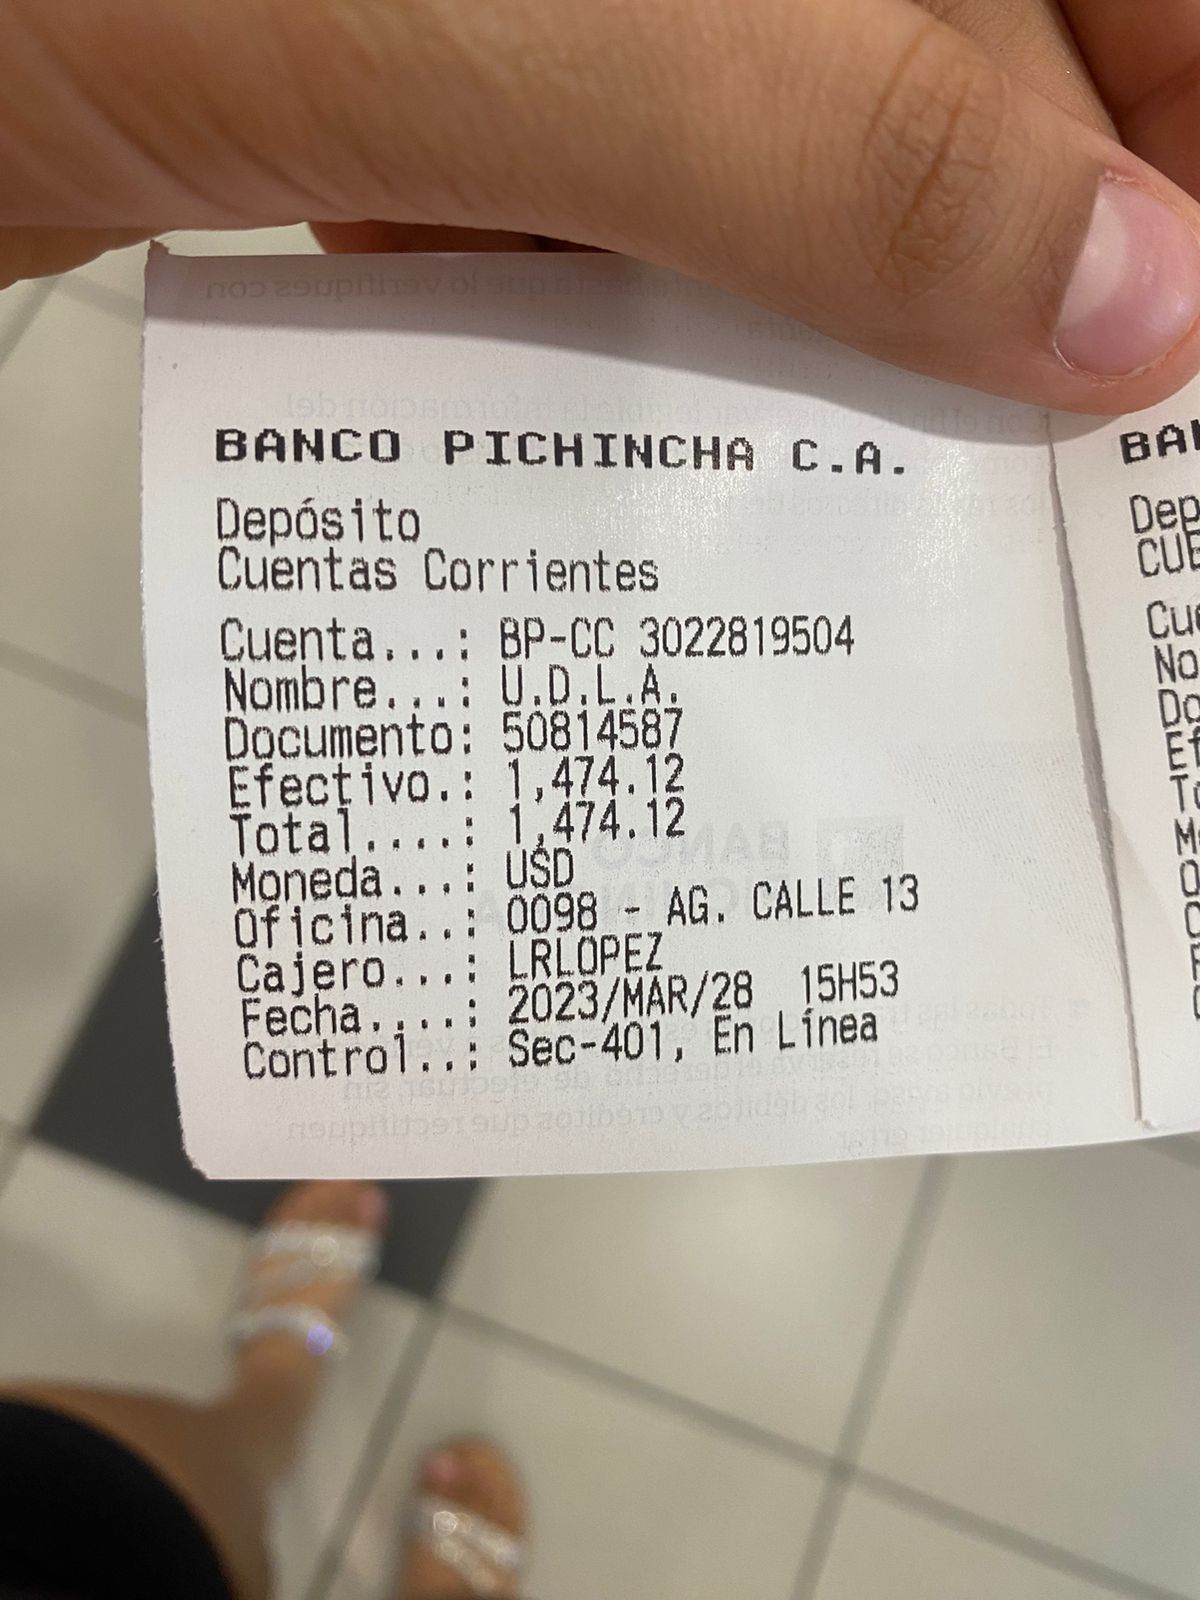 BANCO PICHINCHA C.A.
Depósito
Cuentas Corrientes
Cuenta...: BP-CC 3022819504
Nombre...: U.D.L.A.
Documento: 50814587
Efectivo.: 1,474.12
Total....: 1,474.12
Moneda...: USD
Oficina..: 0098 - AG. CALLE 13
Cajero...: LRLOPEZ
Fecha....: 2023/MAR/28 15H53
Control..: Sec-401, En Línea